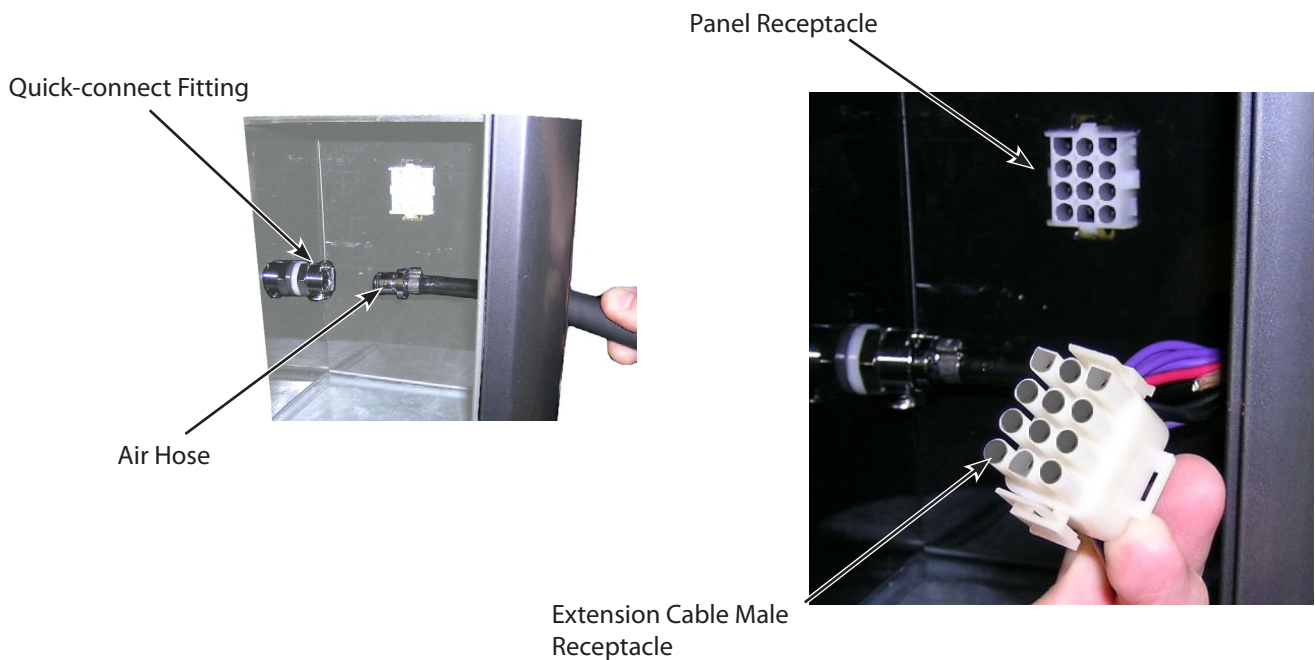 Panel Receptacle
Quick-connect Fitting
Air Hose
Extension Cable Male
Receptacle